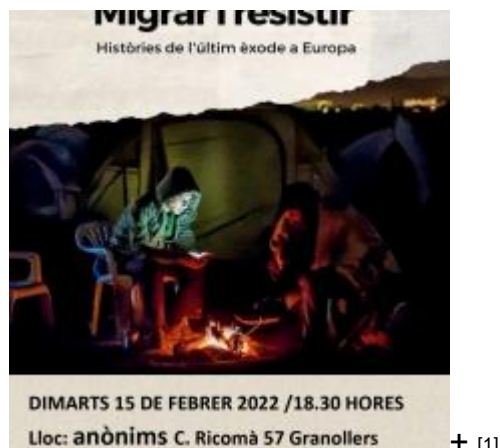 Migrar i resistir
Històries de l'últim èxode a Europa
DIMARTS 15 DE FEBRER 2022 /18.30 HORES
Lloc: anònims C. Ricomà 57 Granollers
+ [1]